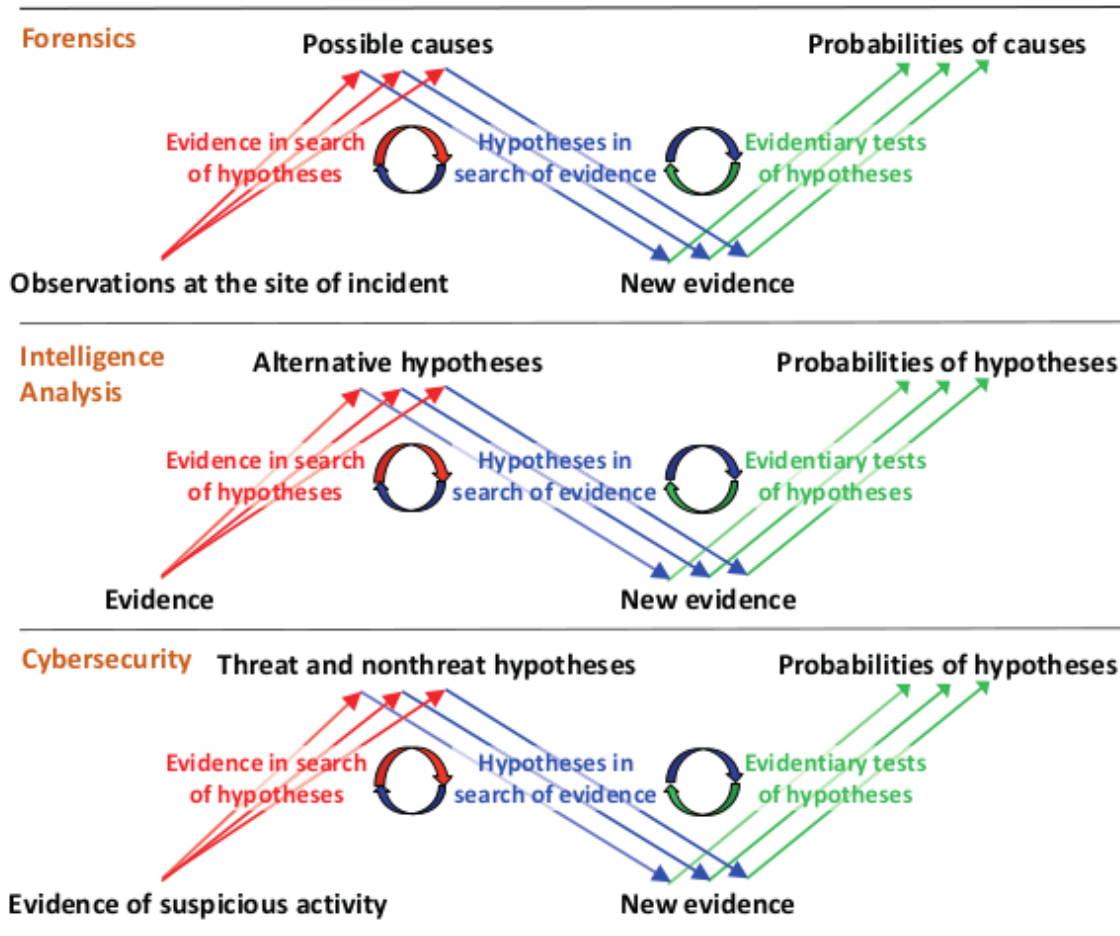 Forensics
Possible causes
Probabilities of causes
Evidence in search
of hypotheses
Hypotheses in
search of evidence
Evidentiary tests
of hypotheses
Observations at the site of incident
New evidence
Intelligence
Analysis
Alternative hypotheses
Probabilities of hypotheses
Evidence in search
of hypotheses
Hypotheses in
search of evidence
Evidentiary tests
of hypotheses
Evidence
New evidence
Cybersecurity
Threat and nonthreat hypotheses
Probabilities of hypotheses
Evidence in search
of hypotheses
Hypotheses in
search of evidence
Evidentiary tests
of hypotheses
Evidence of suspicious activity
New evidence